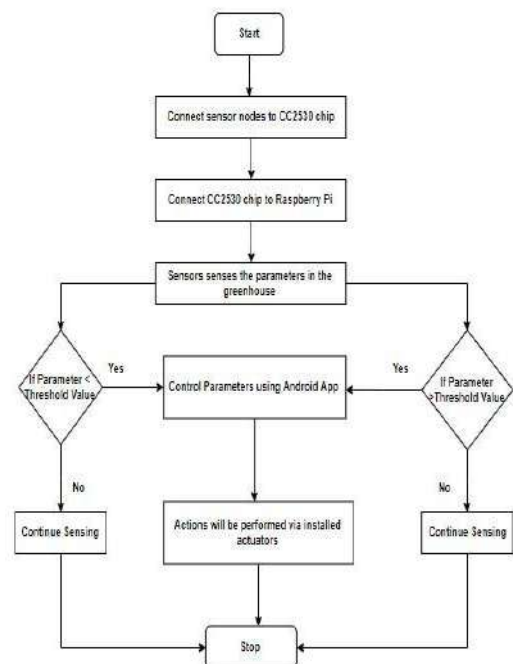 Start
Connect sensor nodes to CC2530 chip
Connect CC2530 chip to Raspberry Pi
Sensors senses the parameters in the
greenhouse
If Parameter <
Threshold Value
Yes
Control Parameters using Android App
Yes
If Parameter
>Threshold Value
No
No
Continue Sensing
Actions will be performed via installed
actuators
Continue Sensing
Stop